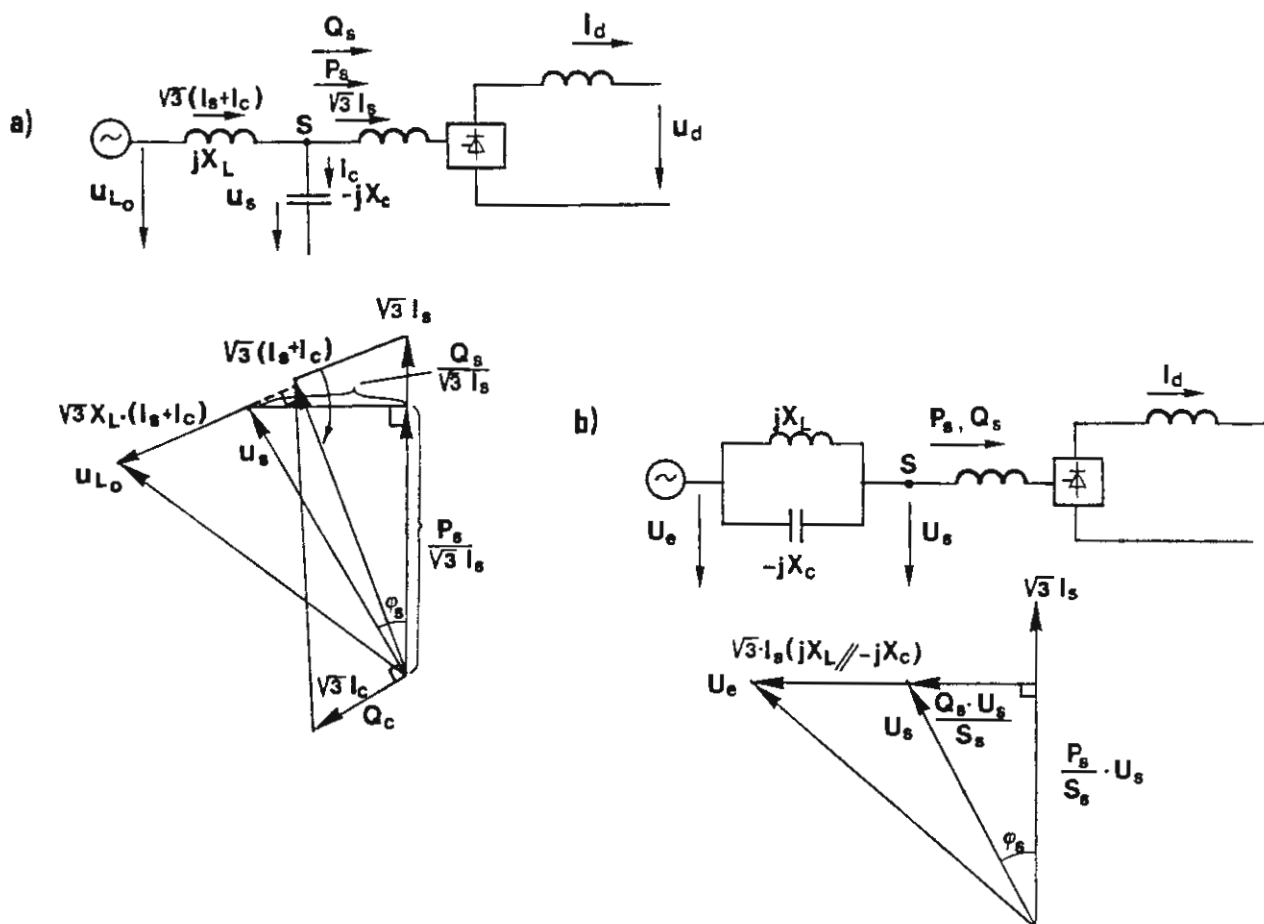 a)
Q_s
P_s
√3 I_s
√3(I_s+I_c)
S
jX_L
I_c
-jX_c
u_Lo
u_s
I_d
u_d
√3 I_s
√3(I_s+I_c)
Q_s / √3 I_s
√3 X_L·(I_s+I_c)
u_s
u_Lo
P_s / √3 I_s
φ_s
√3 I_c
Q_c
b)
I_d
jX_L
P_s, Q_s
S
U_e
-jX_c
U_s
√3 I_s
√3·I_s(jX_L//-jX_c)
U_e
U_s
Q_s·U_s / S_s
P_s / S_s · U_s
φ_s